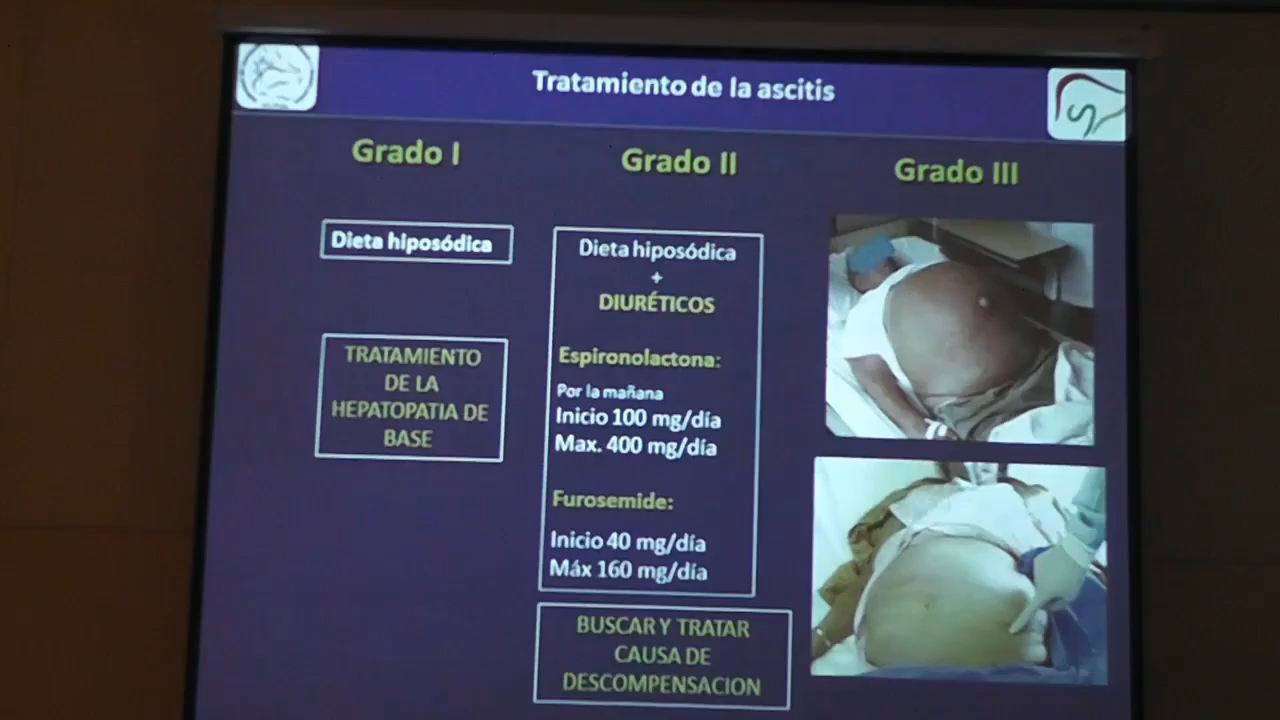 Tratamiento de la ascitis
Grado I
Grado II
Grado III
Dieta hiposódica
TRATAMIENTO
DE LA
HEPATOPATIA DE
BASE
Dieta hiposódica
+
DIURÉTICOS
Espironolactona:
Por la mañana
Inicio 100 mg/día
Max. 400 mg/día
Furosemide:
Inicio 40 mg/día
Máx 160 mg/día
BUSCAR Y TRATAR
CAUSA DE
DESCOMPENSACION